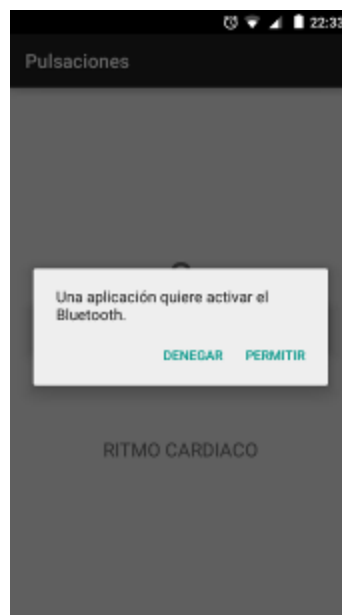 22:33
Pulsaciones
Una aplicación quiere activar el
Bluetooth.
DENEGAR PERMITIR
RITMO CARDIACO